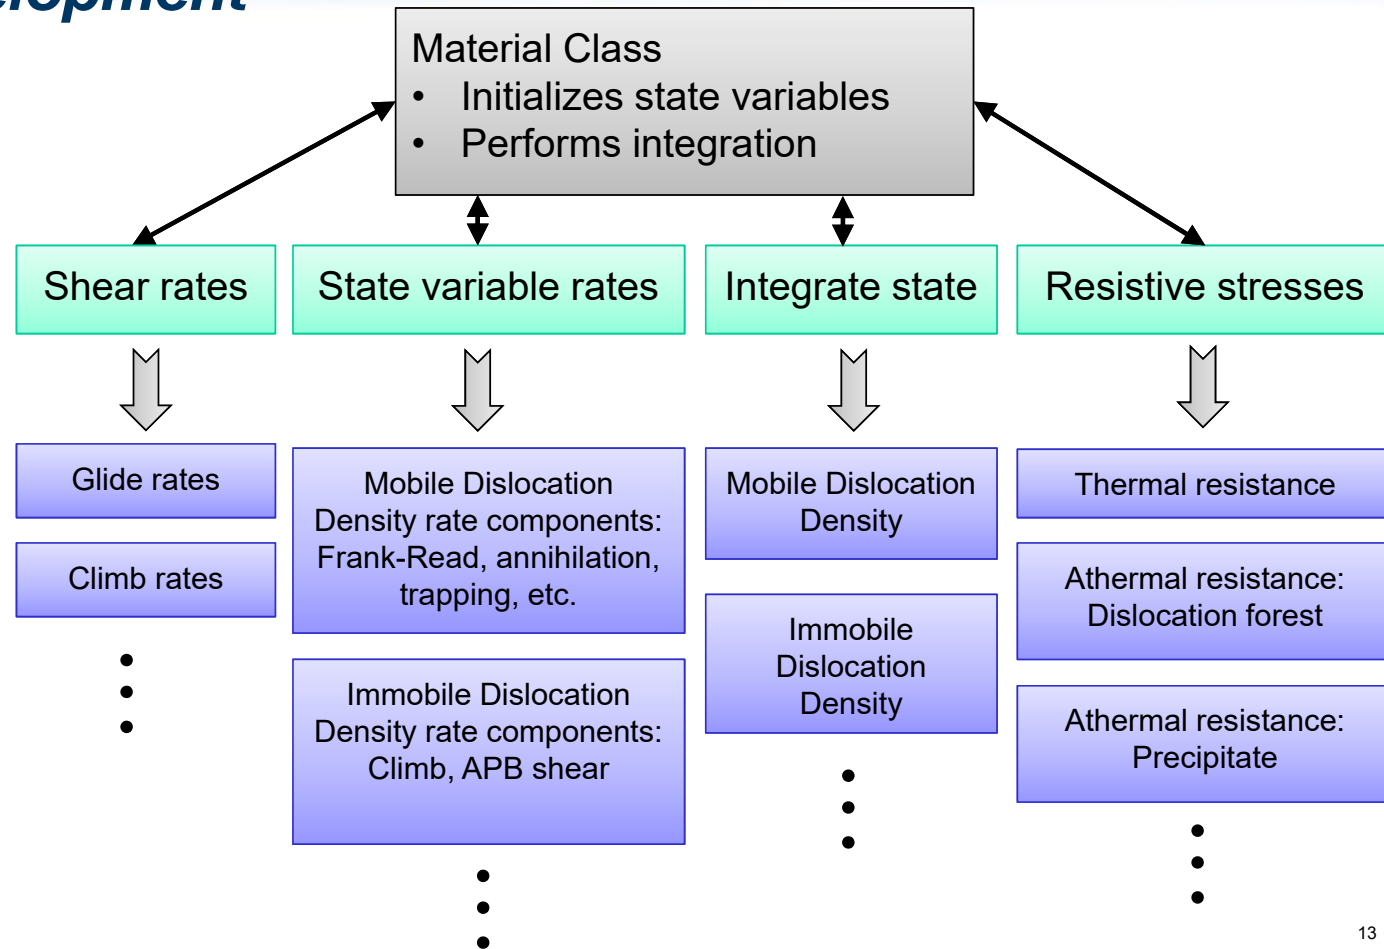 Material Class
• Initializes state variables
• Performs integration
Shear rates
State variable rates
Integrate state
Resistive stresses
Glide rates
Climb rates
Mobile Dislocation
Density rate components:
Frank-Read, annihilation,
trapping, etc.
Immobile Dislocation
Density rate components:
Climb, APB shear
Mobile Dislocation
Density
Immobile
Dislocation
Density
Thermal resistance
Athermal resistance:
Dislocation forest
Athermal resistance:
Precipitate
13